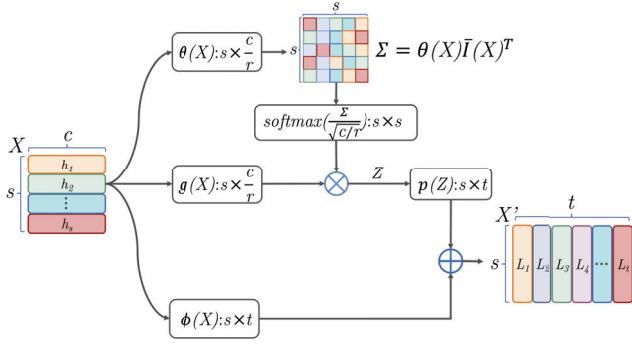 s
θ(X): s × c/r
s
Σ = θ(X)Ī(X)ᵀ
softmax(Σ/√c/r): s × s
X
c
s
h₁
h₂
⋮
hₛ
g(X): s × c/r
Z
p(Z): s × t
X'
t
s
L₁ L₂ L₃ L₄ ... Lₜ
ϕ(X): s × t